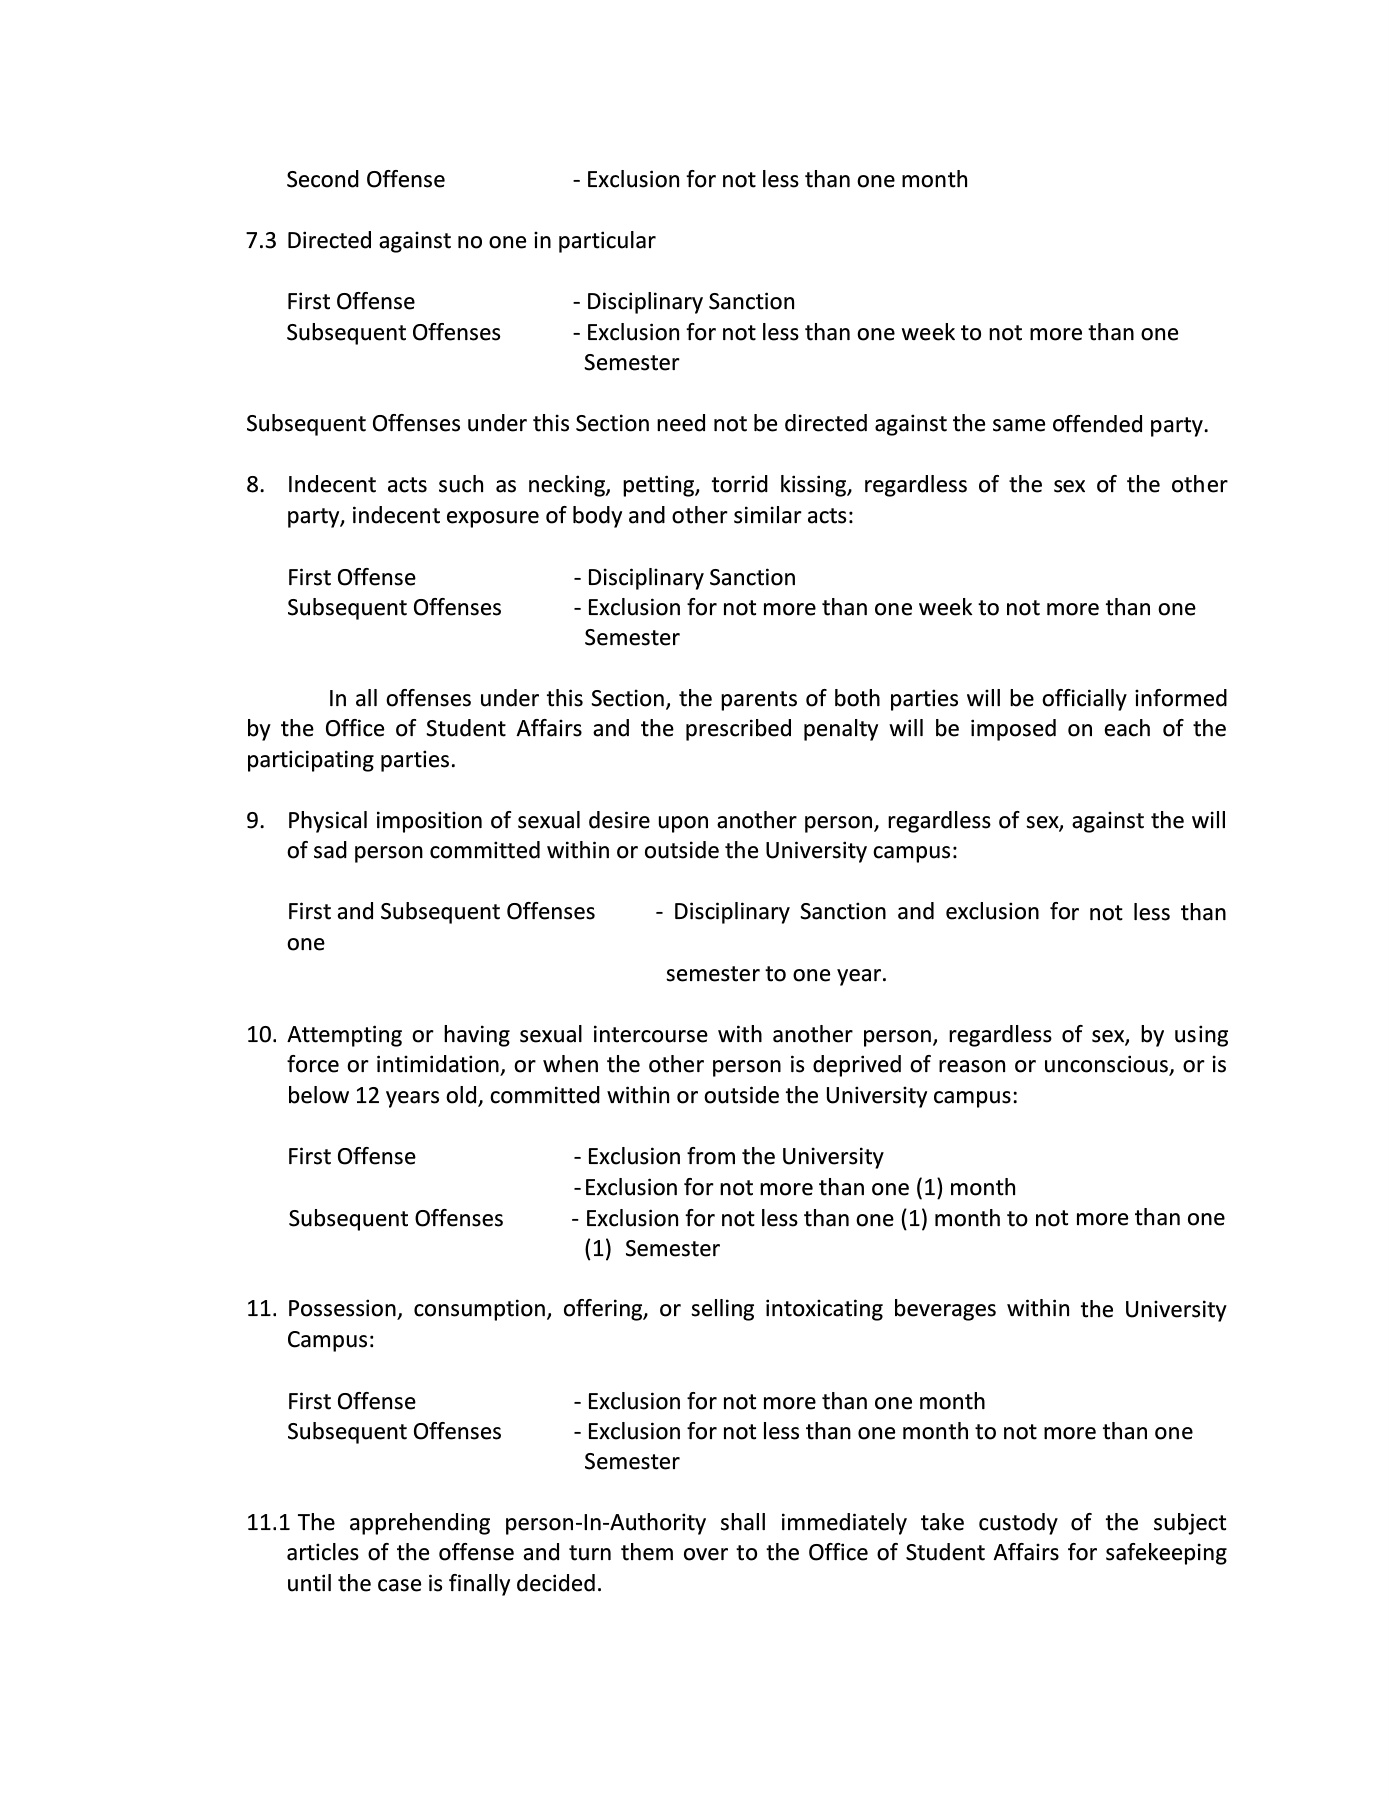 Second Offense - Exclusion for not less than one month
7.3 Directed against no one in particular
First Offense - Disciplinary Sanction
Subsequent Offenses - Exclusion for not less than one week to not more than one
Semester
Subsequent Offenses under this Section need not be directed against the same offended party.
8. Indecent acts such as necking, petting, torrid kissing, regardless of the sex of the other
party, indecent exposure of body and other similar acts:
First Offense - Disciplinary Sanction
Subsequent Offenses - Exclusion for not more than one week to not more than one
Semester
In all offenses under this Section, the parents of both parties will be officially informed
by the Office of Student Affairs and the prescribed penalty will be imposed on each of the
participating parties.
9. Physical imposition of sexual desire upon another person, regardless of sex, against the will
of sad person committed within or outside the University campus:
First and Subsequent Offenses - Disciplinary Sanction and exclusion for not less than
one
semester to one year.
10. Attempting or having sexual intercourse with another person, regardless of sex, by using
force or intimidation, or when the other person is deprived of reason or unconscious, or is
below 12 years old, committed within or outside the University campus:
First Offense - Exclusion from the University
- Exclusion for not more than one (1) month
Subsequent Offenses - Exclusion for not less than one (1) month to not more than one
(1) Semester
11. Possession, consumption, offering, or selling intoxicating beverages within the University
Campus:
First Offense - Exclusion for not more than one month
Subsequent Offenses - Exclusion for not less than one month to not more than one
Semester
11.1 The apprehending person-In-Authority shall immediately take custody of the subject
articles of the offense and turn them over to the Office of Student Affairs for safekeeping
until the case is finally decided.